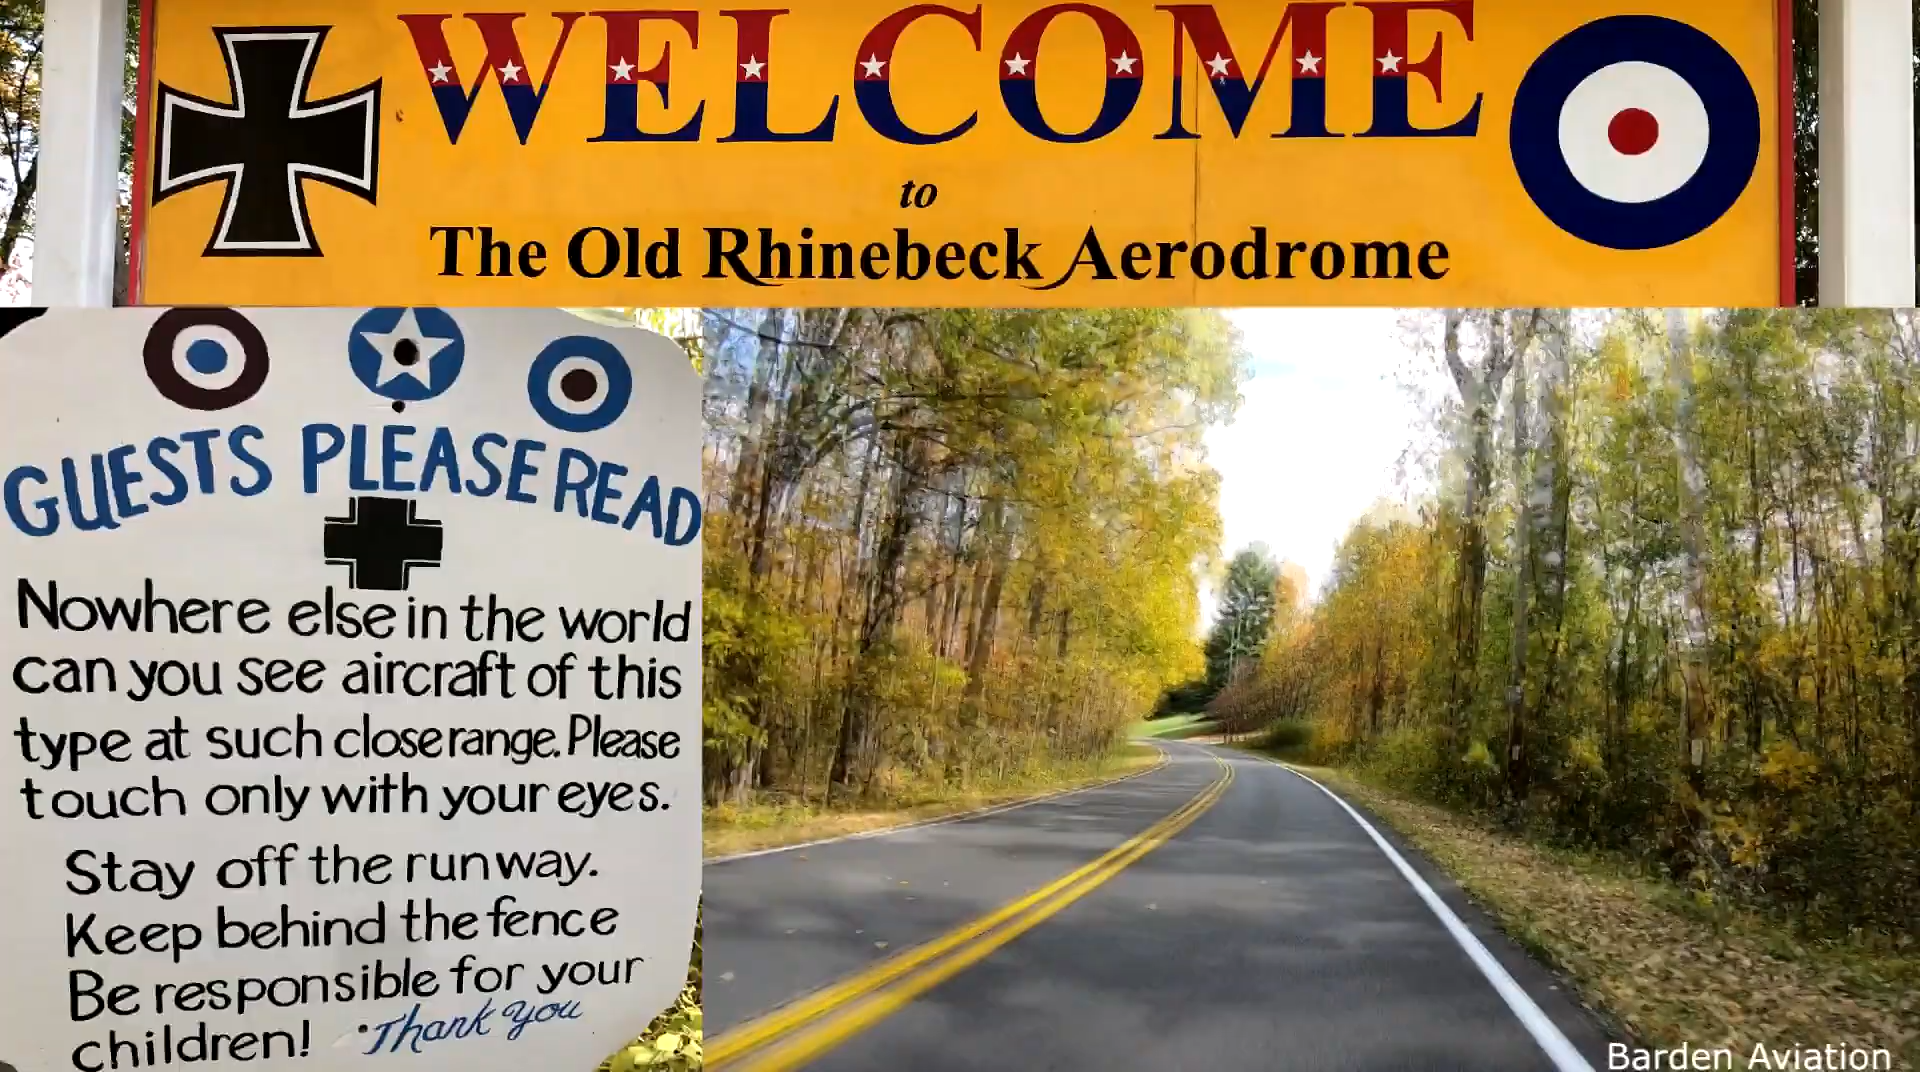 WELCOME
to
The Old Rhinebeck Aerodrome
GUESTS PLEASE READ
Nowhere else in the world
can you see aircraft of this
type at such close range. Please
touch only with your eyes.
Stay off the runway.
Keep behind the fence
Be responsible for your
children! Thank You
Barden Aviation